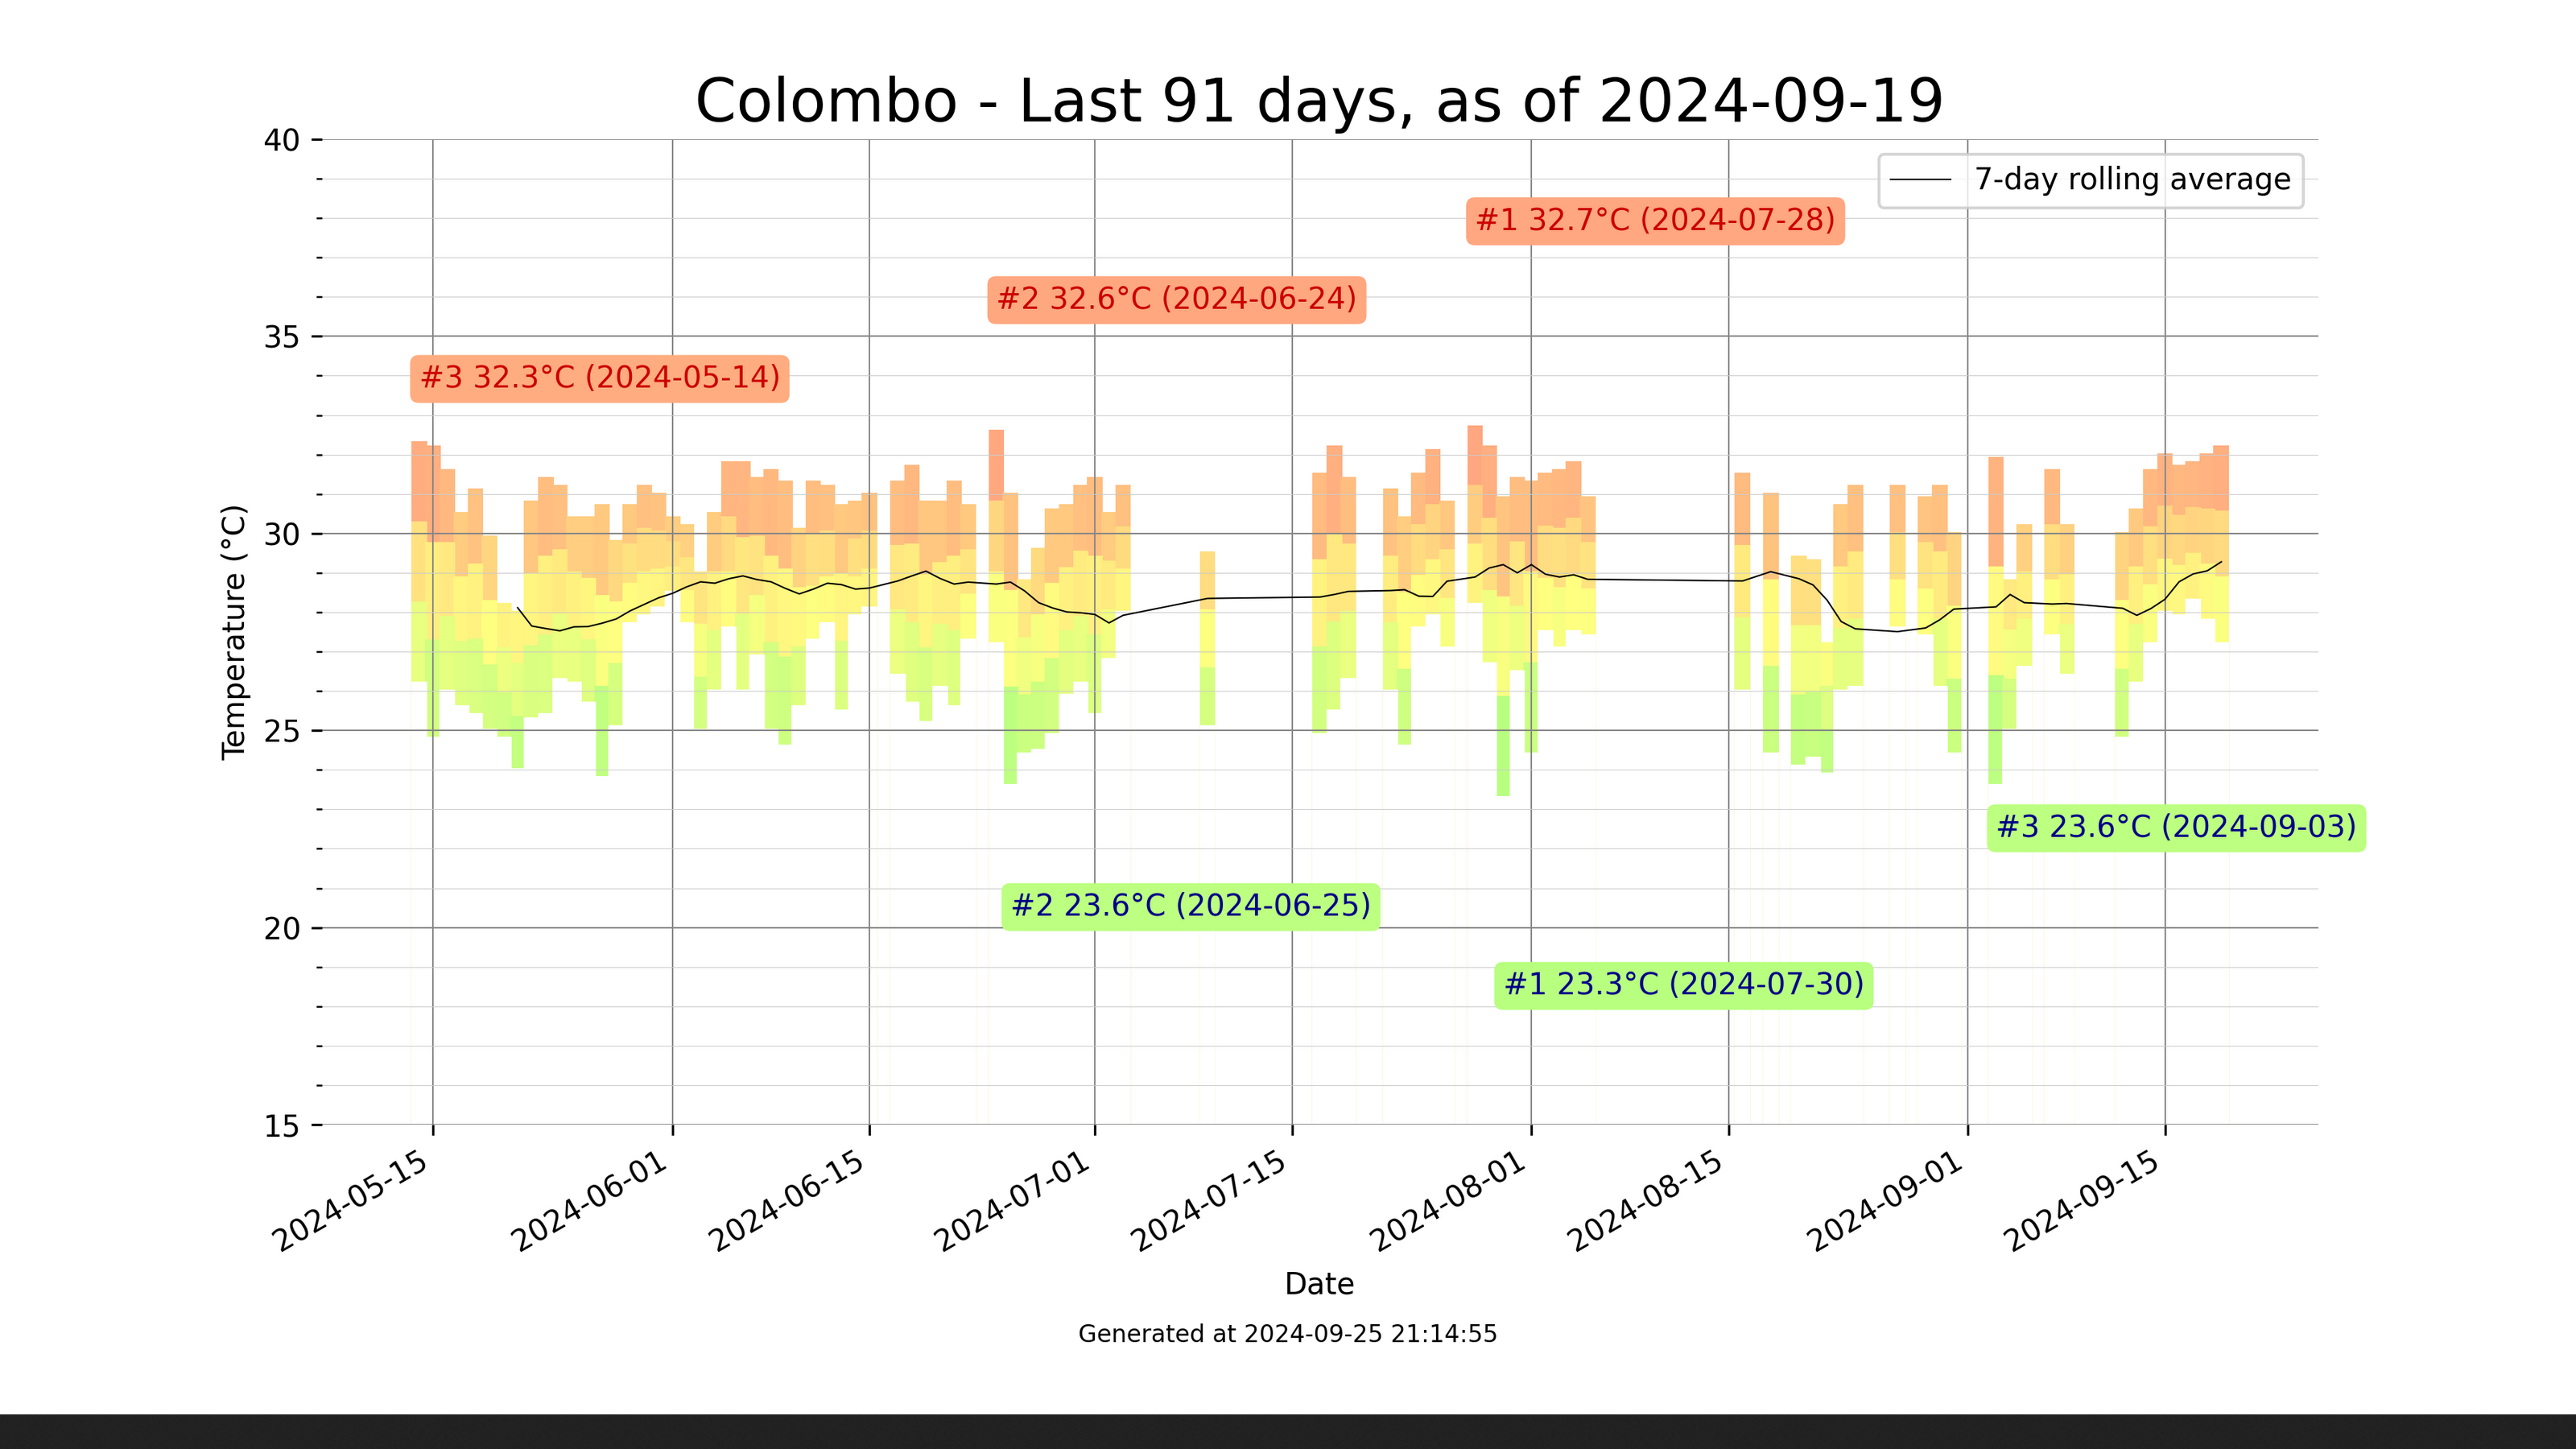 Colombo - Last 91 days, as of 2024-09-19
7-day rolling average
#1 32.7°C (2024-07-28)
#2 32.6°C (2024-06-24)
#3 32.3°C (2024-05-14)
#3 23.6°C (2024-09-03)
#2 23.6°C (2024-06-25)
#1 23.3°C (2024-07-30)
Temperature (°C)
40
35
30
25
20
15
2024-05-15
2024-06-01
2024-06-15
2024-07-01
2024-07-15
2024-08-01
2024-08-15
2024-09-01
2024-09-15
Date
Generated at 2024-09-25 21:14:55